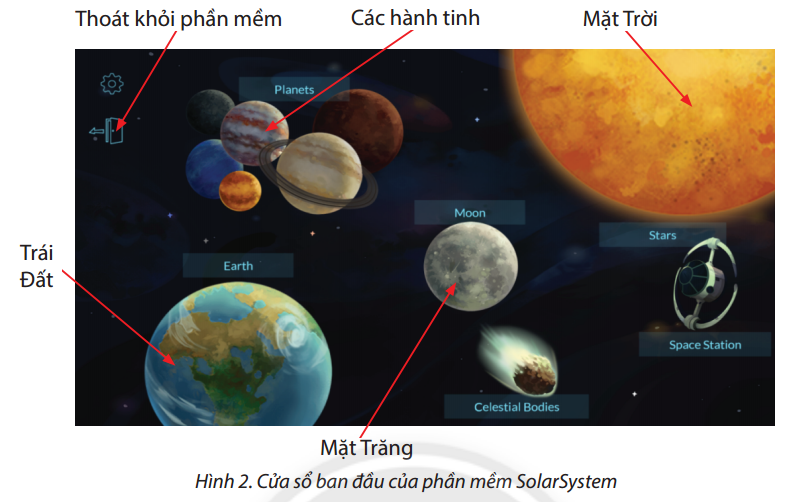 Thoát khỏi phần mềm
Các hành tinh
Mặt Trời
Planets
Moon
Stars
Trái
Đất
Earth
Space Station
Celestial Bodies
Mặt Trăng
Hình 2. Cửa sổ ban đầu của phần mềm SolarSystem